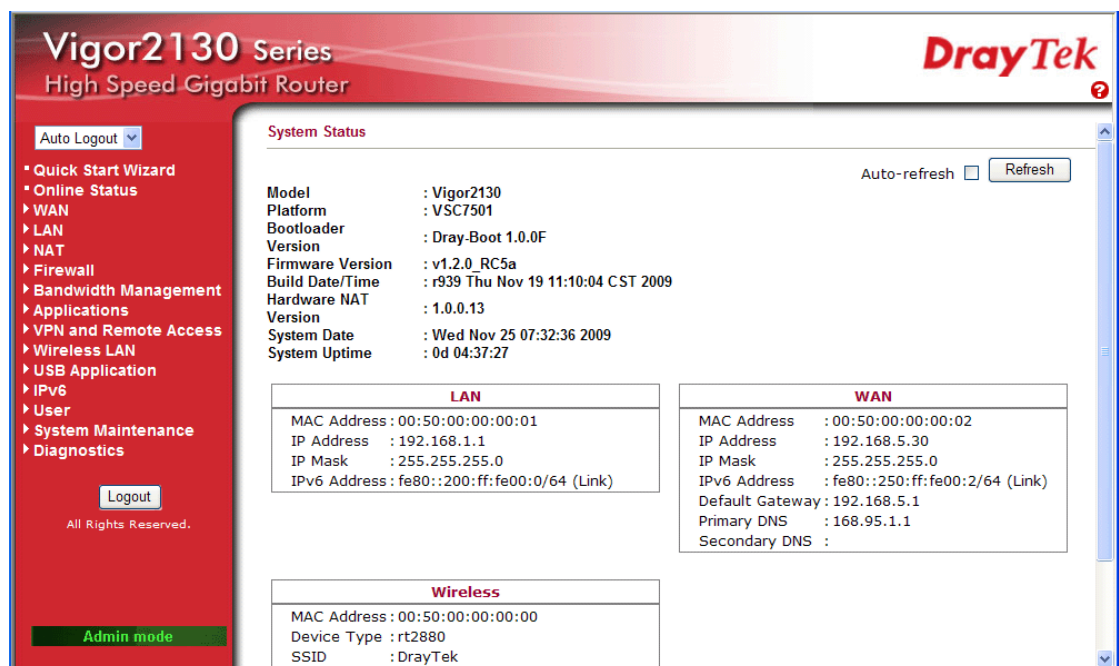 Vigor2130 Series
High Speed Gigabit Router
DrayTek
?
Auto Logout
Quick Start Wizard
Online Status
WAN
LAN
NAT
Firewall
Bandwidth Management
Applications
VPN and Remote Access
Wireless LAN
USB Application
IPv6
User
System Maintenance
Diagnostics
Logout
All Rights Reserved.
Admin mode
System Status
Auto-refresh Refresh
Model : Vigor2130
Platform : VSC7501
Bootloader
Version : Dray-Boot 1.0.0F
Firmware Version : v1.2.0_RC5a
Build Date/Time : r939 Thu Nov 19 11:10:04 CST 2009
Hardware NAT
Version : 1.0.0.13
System Date : Wed Nov 25 07:32:36 2009
System Uptime : 0d 04:37:27
LAN
MAC Address : 00:50:00:00:00:01
IP Address : 192.168.1.1
IP Mask : 255.255.255.0
IPv6 Address : fe80::200:ff:fe00:0/64 (Link)
WAN
MAC Address : 00:50:00:00:00:02
IP Address : 192.168.5.30
IP Mask : 255.255.255.0
IPv6 Address : fe80::250:ff:fe00:2/64 (Link)
Default Gateway : 192.168.5.1
Primary DNS : 168.95.1.1
Secondary DNS :
Wireless
MAC Address : 00:50:00:00:00:00
Device Type : rt2880
SSID : DrayTek